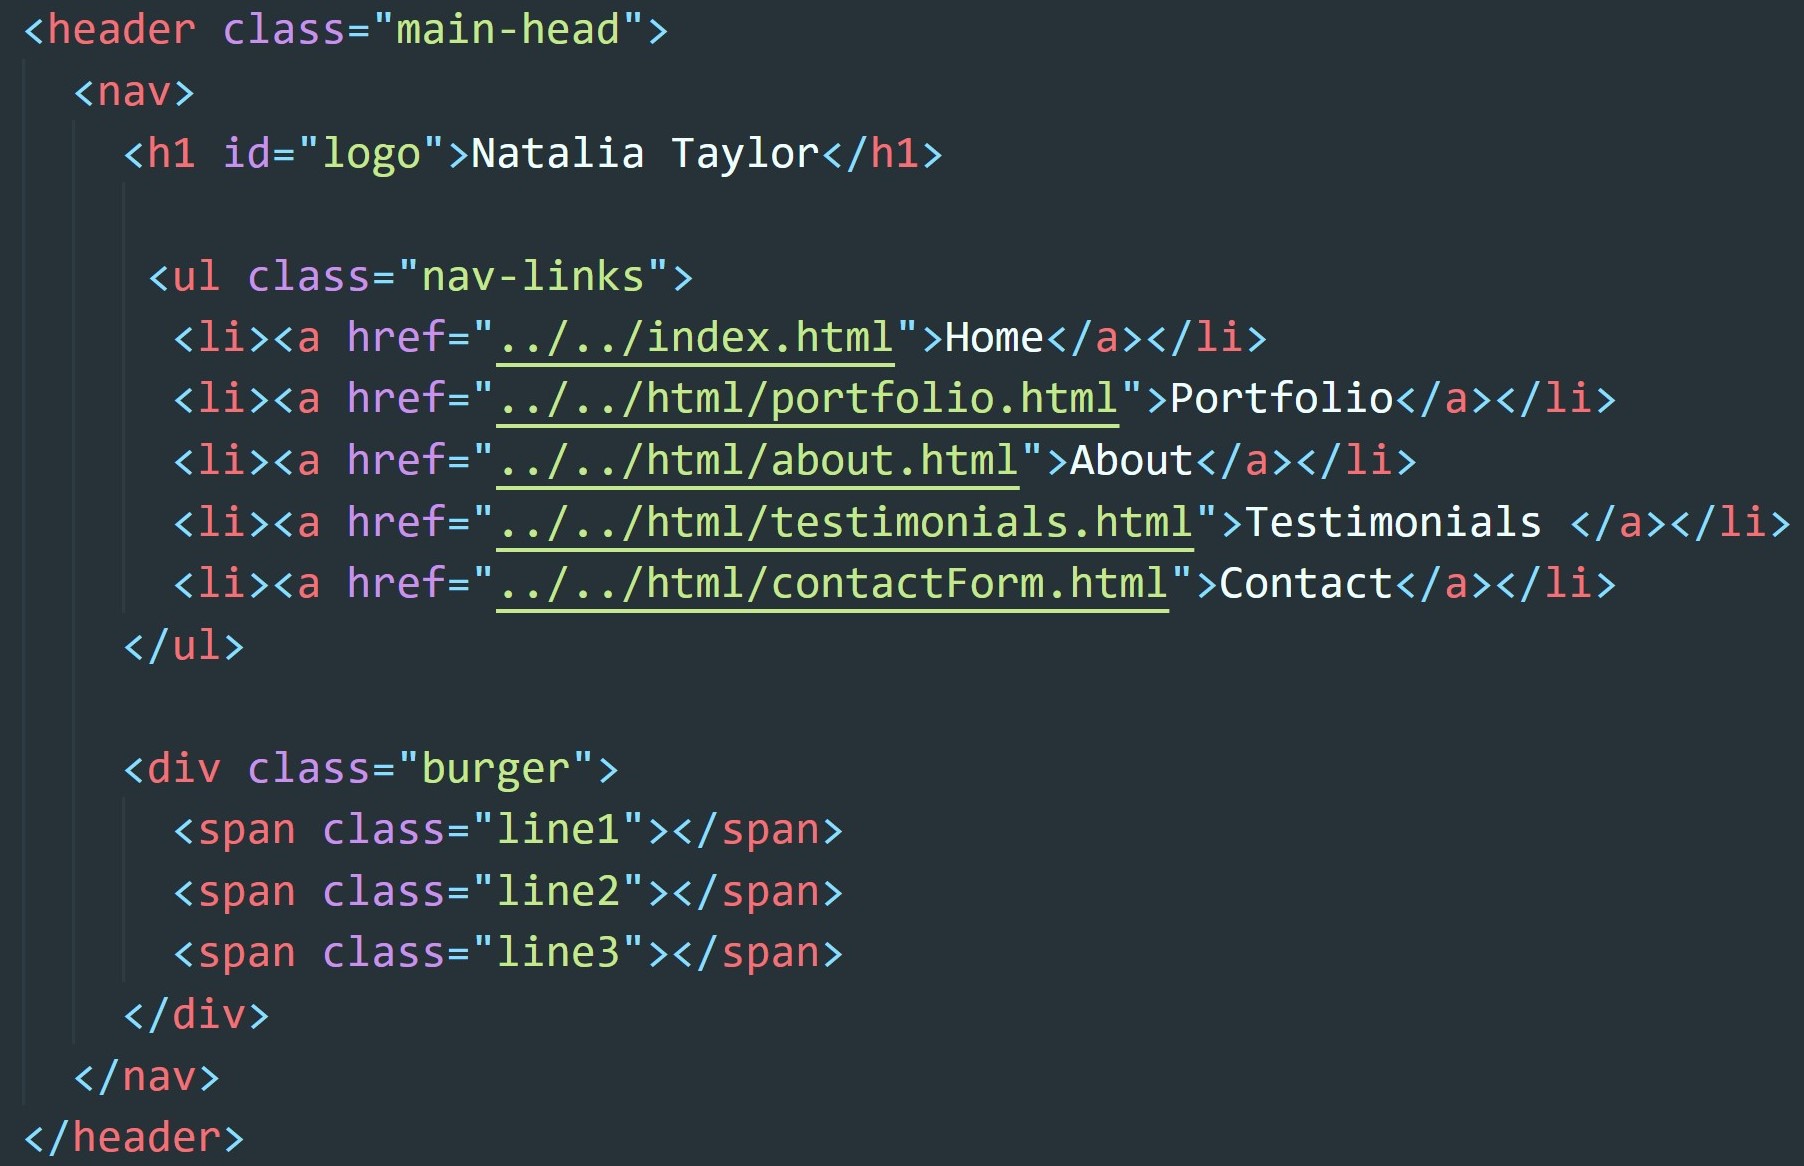 <header class="main-head">
<nav>
<h1 id="logo">Natalia Taylor</h1>
<ul class="nav-links">
<li><a href="../../index.html">Home</a></li>
<li><a href="../../html/portfolio.html">Portfolio</a></li>
<li><a href="../../html/about.html">About</a></li>
<li><a href="../../html/testimonials.html">Testimonials </a></li>
<li><a href="../../html/contactForm.html">Contact</a></li>
</ul>
<div class="burger">
<span class="line1"></span>
<span class="line2"></span>
<span class="line3"></span>
</div>
</nav>
</header>